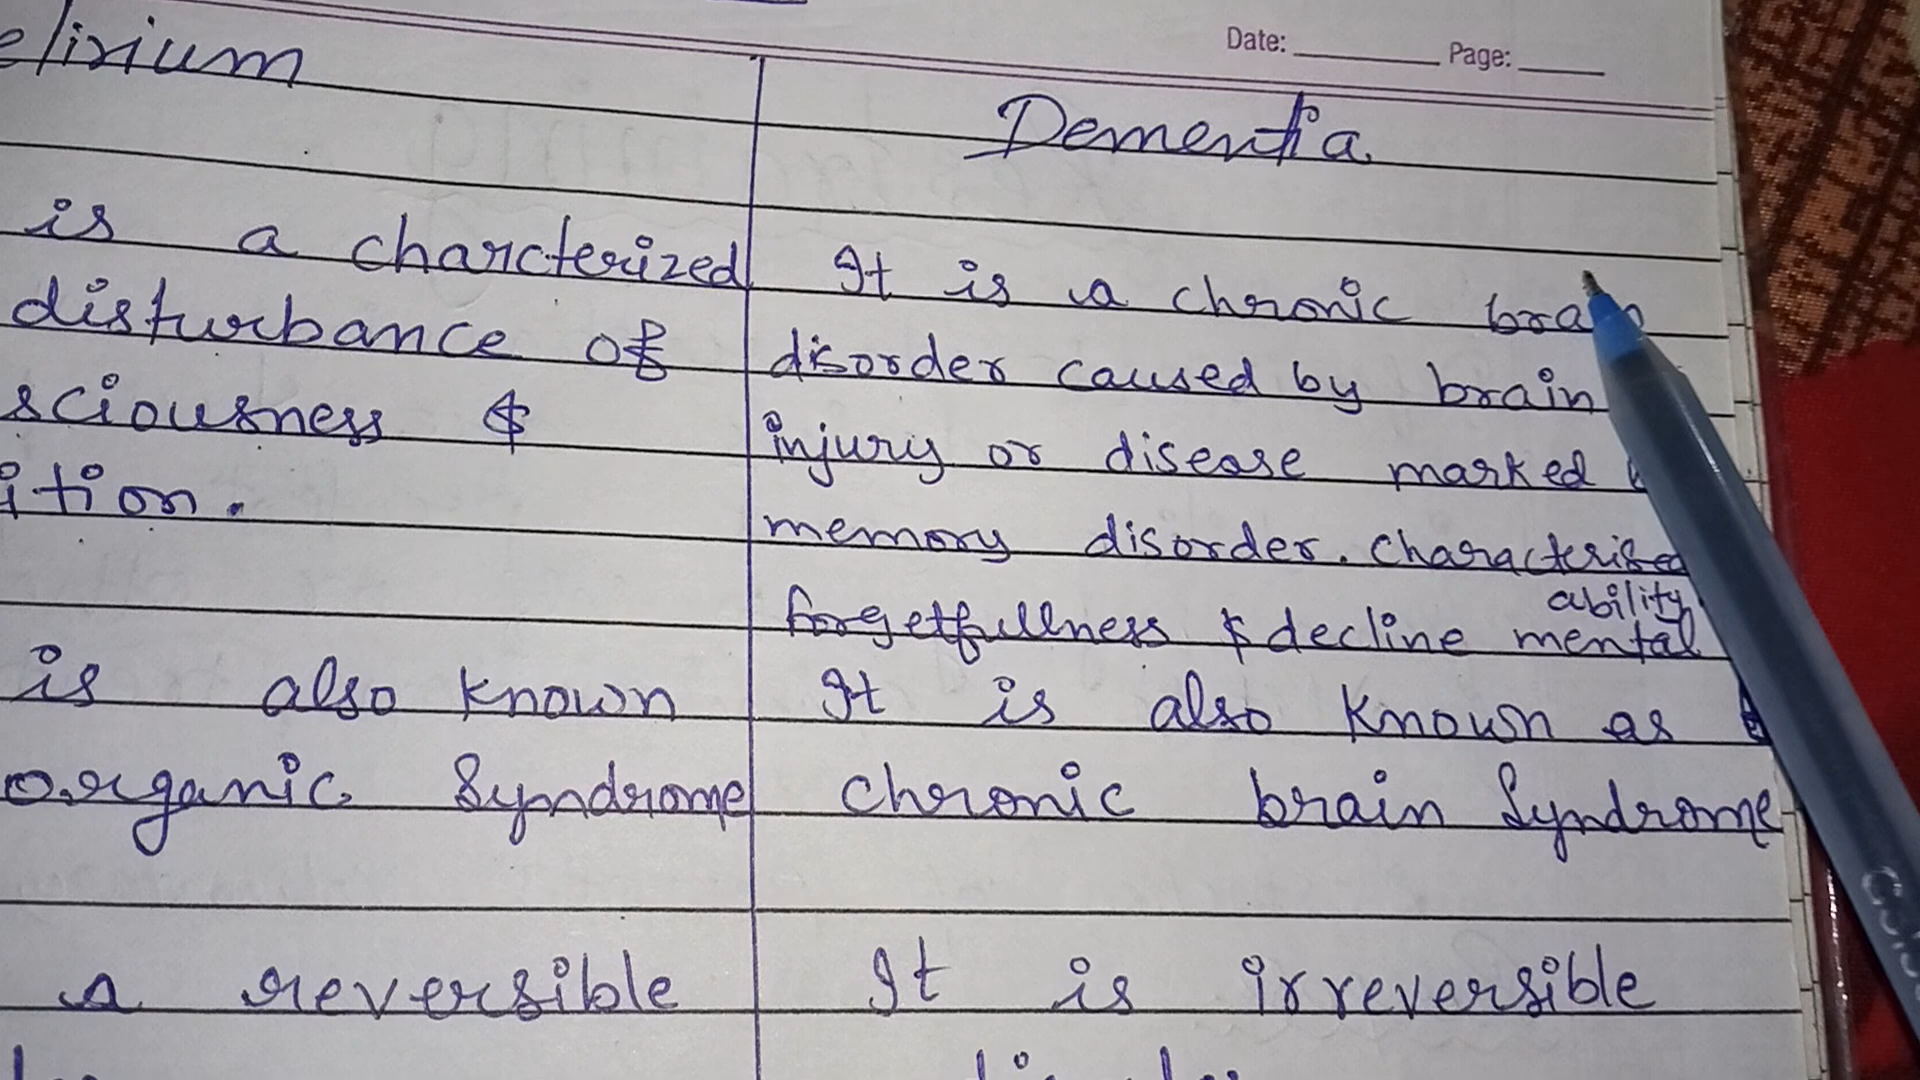 Date: Page:
elirium
is a charcterized
disturbance of
sciousness &
ition.
is also known
organic Syndrome
a reversible
Dementia
It is a chronic brain
disorder caused by brain
injury or disease marked
memory disorder. Characterised
forgetfullness & decline mental
ability
It is also known as
chronic brain Syndrome
It is irreversible